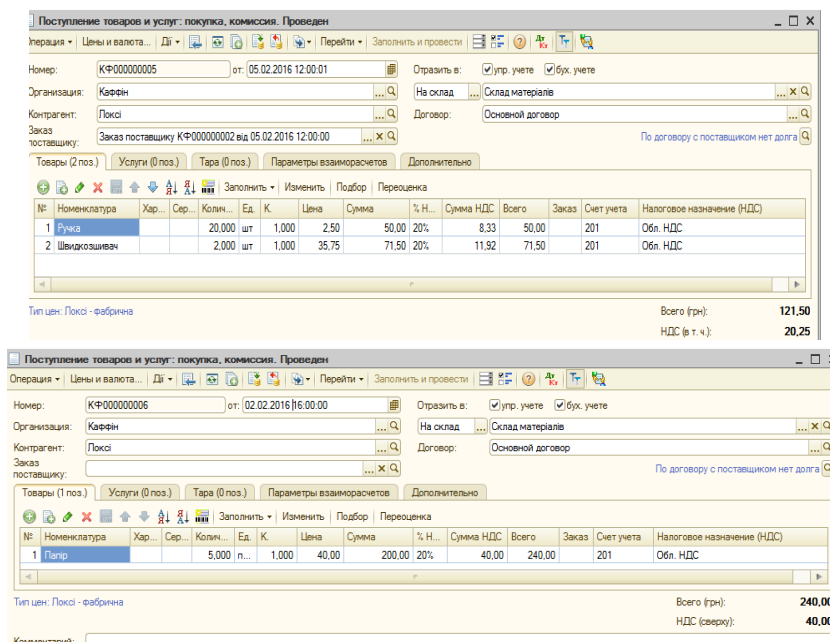 Поступление товаров и услуг: покупка, комиссия. Проведен
Операция Цены и валюта... Дії Перейти Заполнить и провести
Номер: КФ000000005 от: 05.02.2016 12:00:01 Отразить в: упр. учете бух. учете
Организация: Каффін На склад Склад матеріалів
Контрагент: Локсі Договор: Основной договор
Заказ поставщику: Заказ поставщику КФ000000002 від 05.02.2016 12:00:00 По договору с поставщиком нет долга
Товары (2 поз.) Услуги (0 поз.) Тара (0 поз.) Параметры взаиморасчетов Дополнительно
Заполнить Изменить Подбор Переоценка
№ Номенклатура Хар... Сер... Колич... Ед. К. Цена Сумма % Н... Сумма НДС Всего Заказ Счет учета Налоговое назначение (НДС)
1 Ручка 20,000 шт 1,000 2,50 50,00 20% 8,33 50,00 201 Обл. НДС
2 Швидкозшивач 2,000 шт 1,000 35,75 71,50 20% 11,92 71,50 201 Обл. НДС
Тип цен: Локсі - фабрична Всего (грн): 121,50
НДС (в т. ч.): 20,25
Поступление товаров и услуг: покупка, комиссия. Проведен
Операция Цены и валюта... Дії Перейти Заполнить и провести
Номер: КФ000000006 от: 02.02.2016 16:00:00 Отразить в: упр. учете бух. учете
Организация: Каффін На склад Склад матеріалів
Контрагент: Локсі Договор: Основной договор
Заказ поставщику: По договору с поставщиком нет долга
Товары (1 поз.) Услуги (0 поз.) Тара (0 поз.) Параметры взаиморасчетов Дополнительно
Заполнить Изменить Подбор Переоценка
№ Номенклатура Хар... Сер... Колич... Ед. К. Цена Сумма % Н... Сумма НДС Всего Заказ Счет учета Налоговое назначение (НДС)
1 Папір 5,000 п... 1,000 40,00 200,00 20% 40,00 240,00 201 Обл. НДС
Тип цен: Локсі - фабрична Всего (грн): 240,00
НДС (сверху): 40,00
Комментарий: